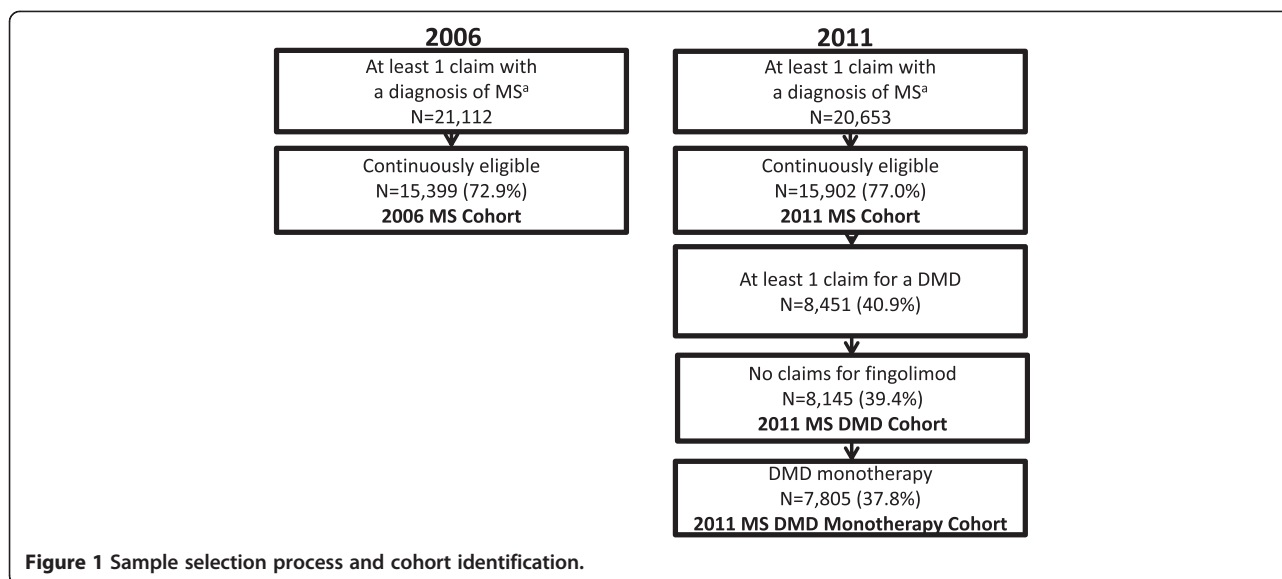 2006
At least 1 claim with
a diagnosis of MSᵃ
N=21,112
Continuously eligible
N=15,399 (72.9%)
2006 MS Cohort
2011
At least 1 claim with
a diagnosis of MSᵃ
N=20,653
Continuously eligible
N=15,902 (77.0%)
2011 MS Cohort
At least 1 claim for a DMD
N=8,451 (40.9%)
No claims for fingolimod
N=8,145 (39.4%)
2011 MS DMD Cohort
DMD monotherapy
N=7,805 (37.8%)
2011 MS DMD Monotherapy Cohort
Figure 1 Sample selection process and cohort identification.